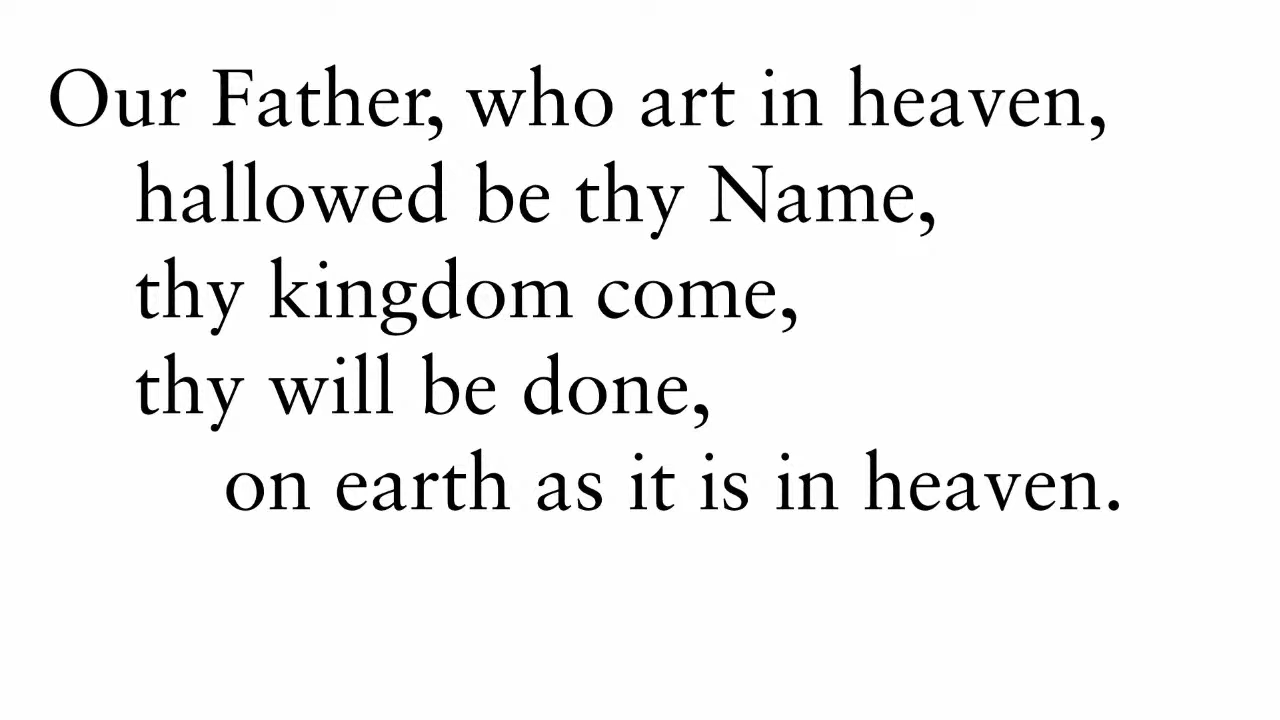 Our Father, who art in heaven,
hallowed be thy Name,
thy kingdom come,
thy will be done,
on earth as it is in heaven.